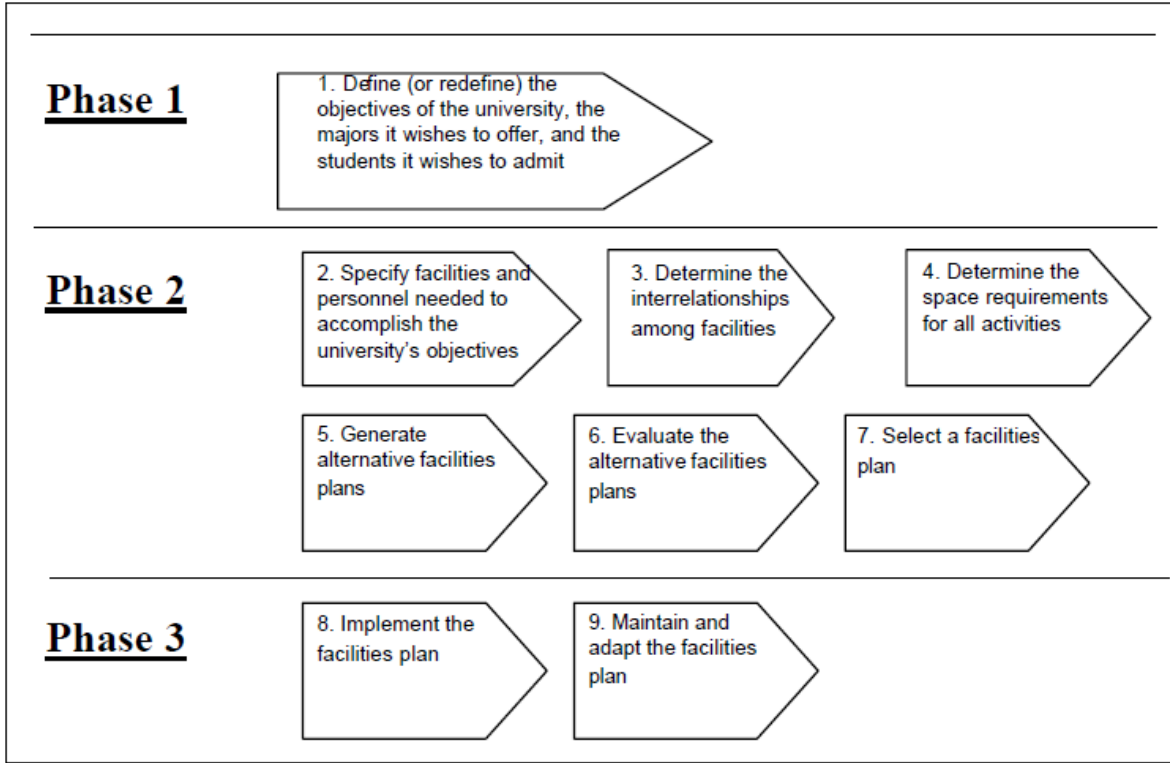 Phase 1
1. Define (or redefine) the
objectives of the university, the
majors it wishes to offer, and the
students it wishes to admit
Phase 2
2. Specify facilities and
personnel needed to
accomplish the
university's objectives
3. Determine the
interrelationships
among facilities
4. Determine the
space requirements
for all activities
5. Generate
alternative facilities
plans
6. Evaluate the
alternative facilities
plans
7. Select a facilities
plan
Phase 3
8. Implement the
facilities plan
9. Maintain and
adapt the facilities
plan